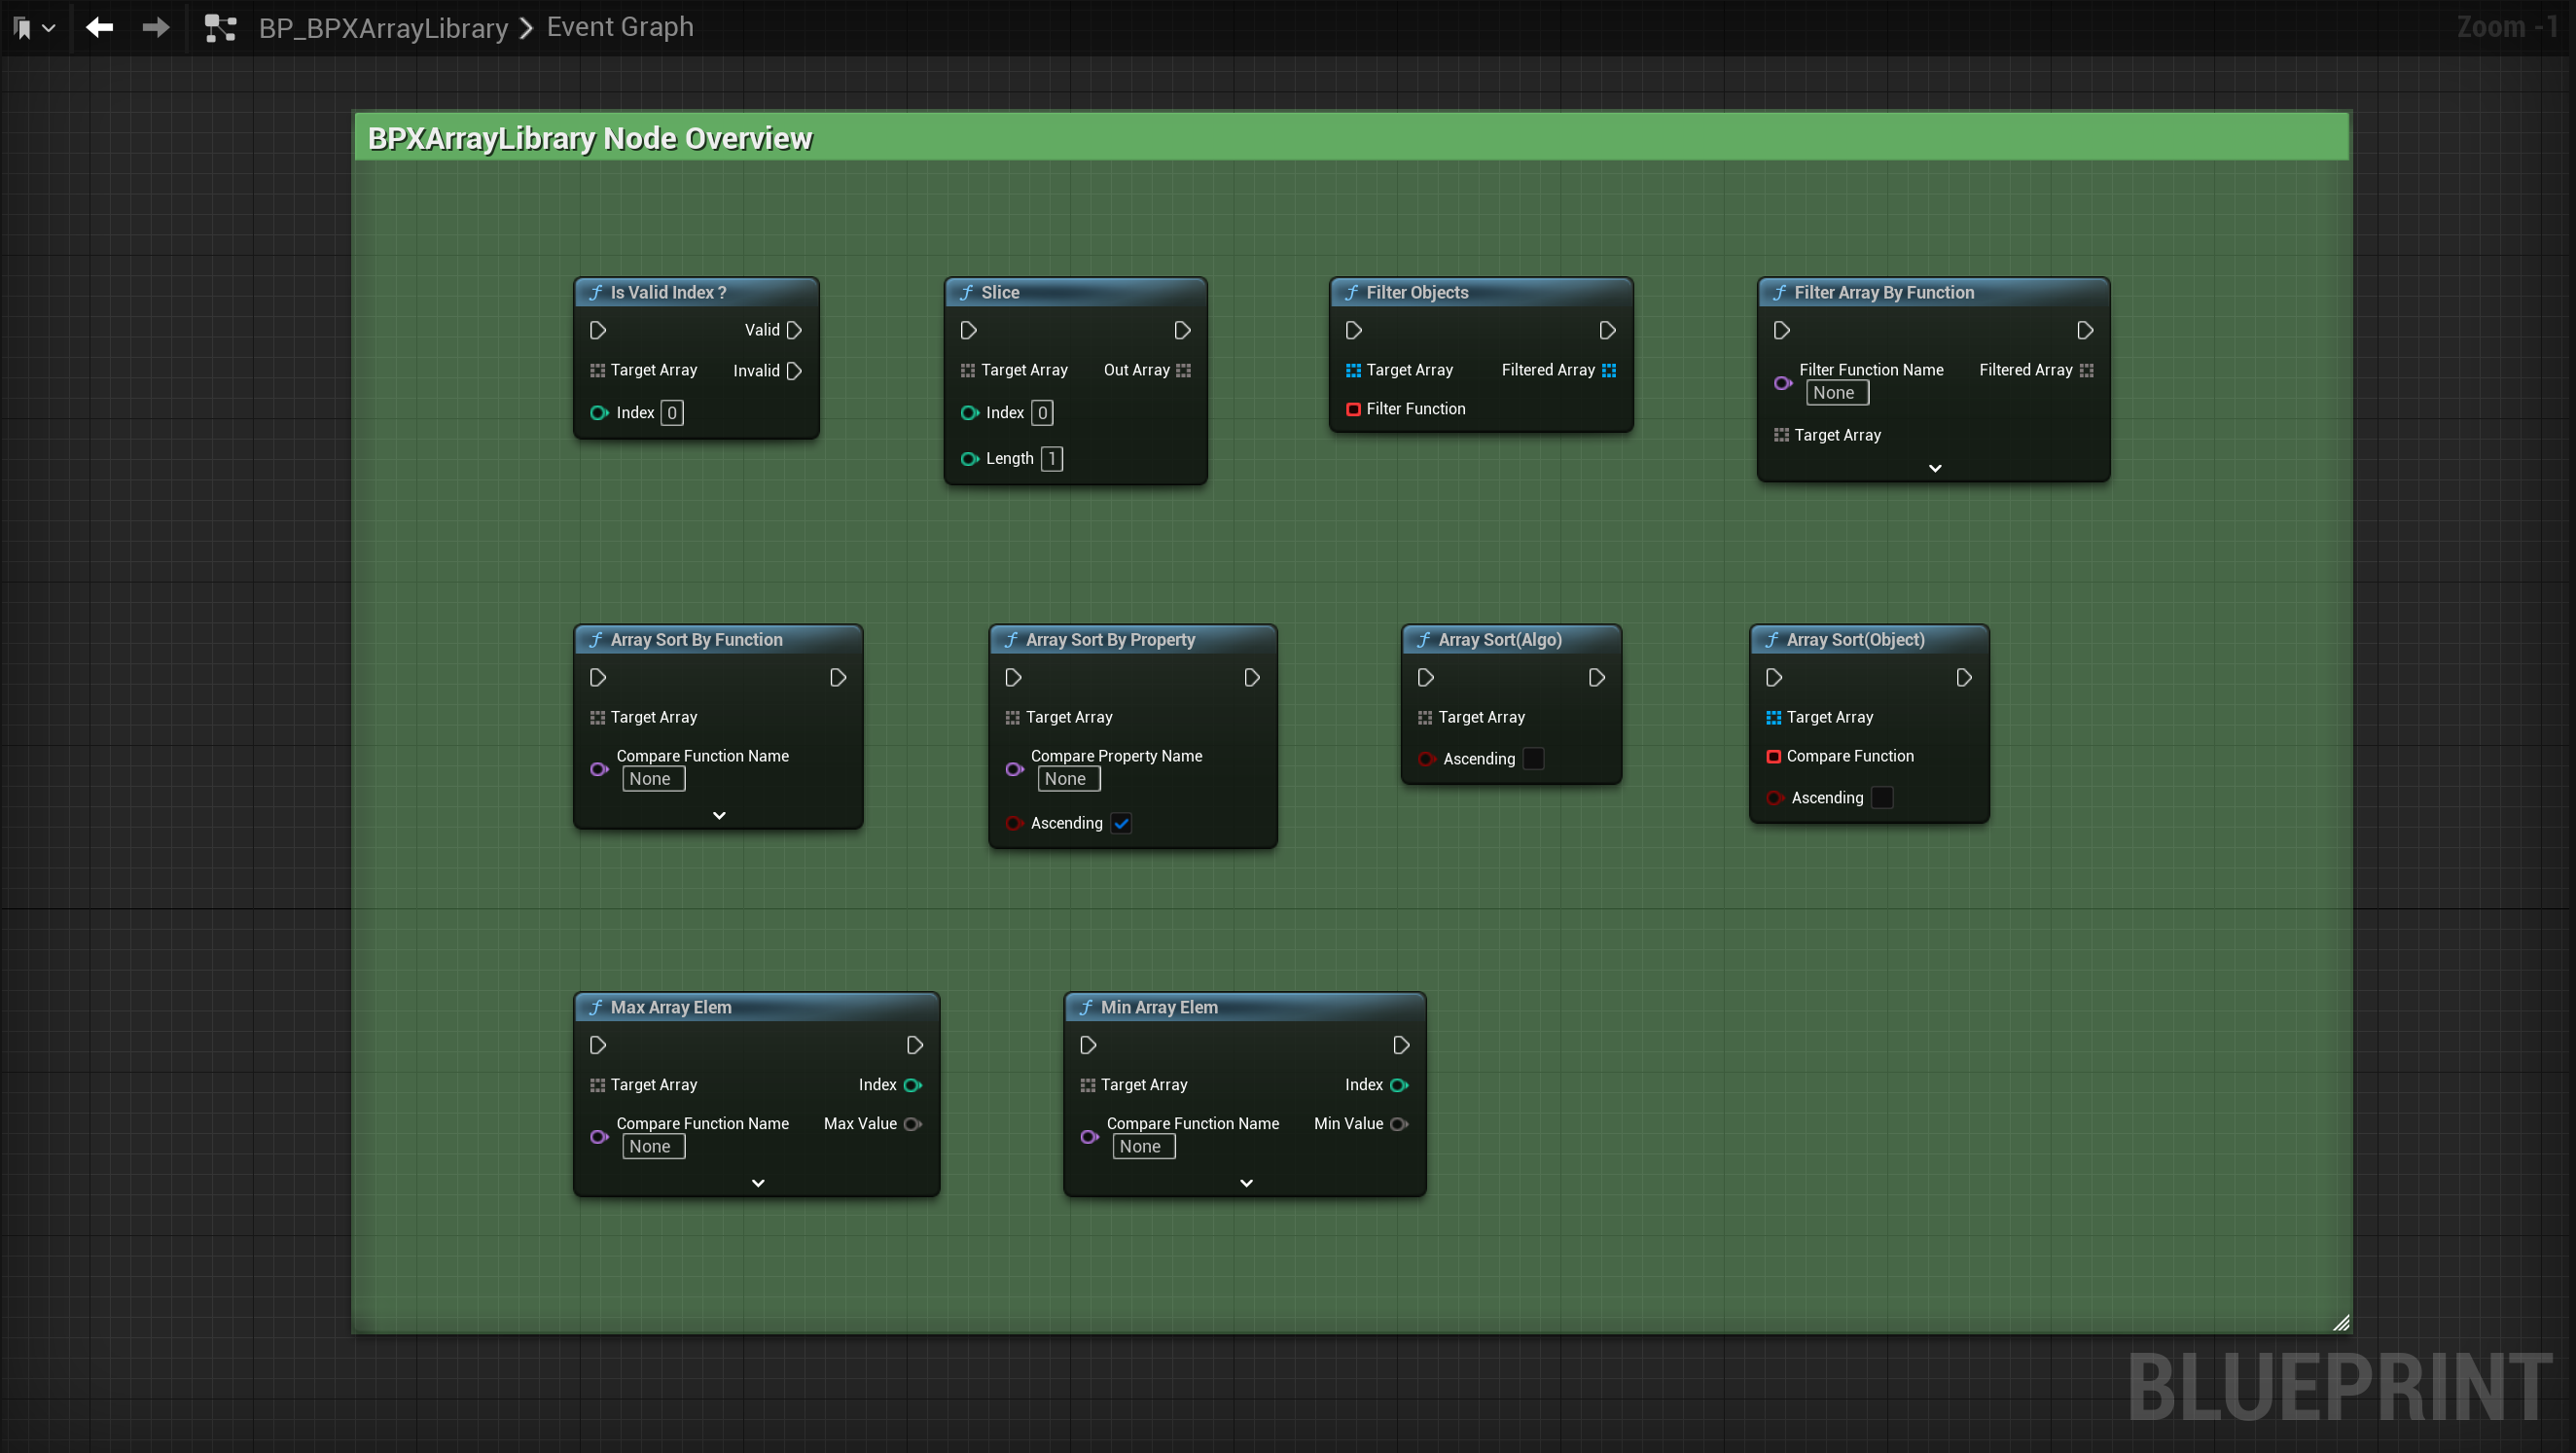 BP_BPXArrayLibrary > Event Graph
Zoom -1
BPXArrayLibrary Node Overview
f Is Valid Index ?
Valid
Target Array Invalid
Index 0
f Slice
Target Array Out Array
Index 0
Length 1
f Filter Objects
Target Array Filtered Array
Filter Function
f Filter Array By Function
Filter Function Name Filtered Array
None
Target Array
f Array Sort By Function
Target Array
Compare Function Name
None
f Array Sort By Property
Target Array
Compare Property Name
None
Ascending
f Array Sort(Algo)
Target Array
Ascending
f Array Sort(Object)
Target Array
Compare Function
Ascending
f Max Array Elem
Target Array Index
Compare Function Name Max Value
None
f Min Array Elem
Target Array Index
Compare Function Name Min Value
None
BLUEPRINT